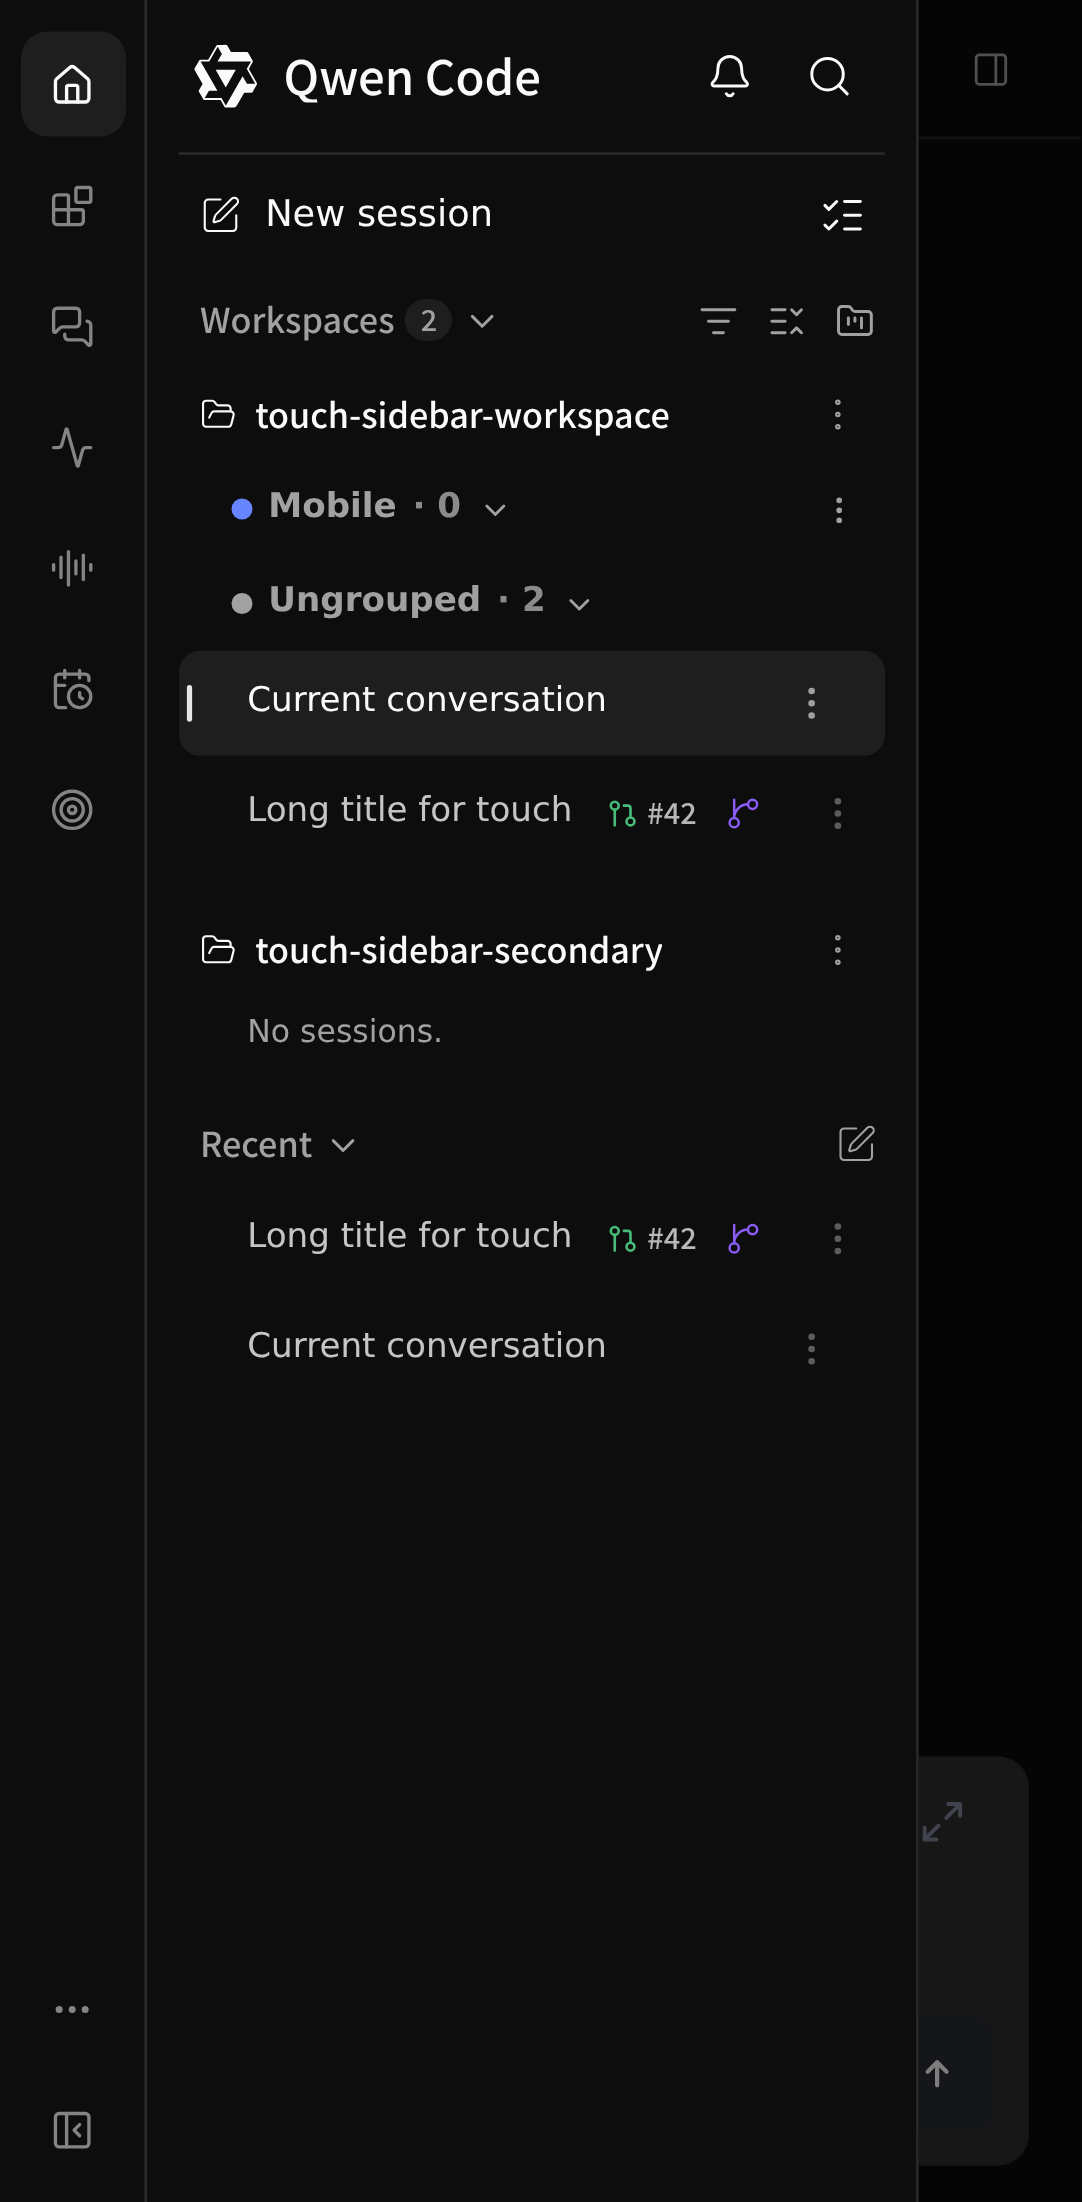 Qwen Code
New session
Workspaces 2
touch-sidebar-workspace
Mobile · 0
Ungrouped · 2
Current conversation
Long title for touch #42
touch-sidebar-secondary
No sessions.
Recent
Long title for touch #42
Current conversation